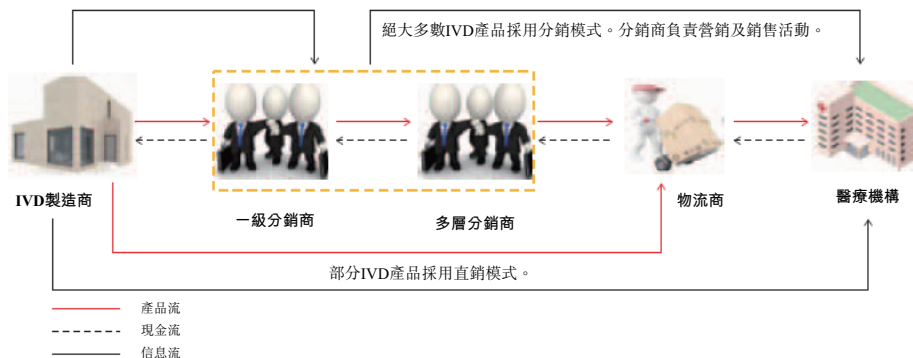 絕大多數IVD產品採用分銷模式。分銷商負責營銷及銷售活動。
IVD製造商
一級分銷商
多層分銷商
物流商
醫療機構
部分IVD產品採用直銷模式。
產品流
現金流
信息流